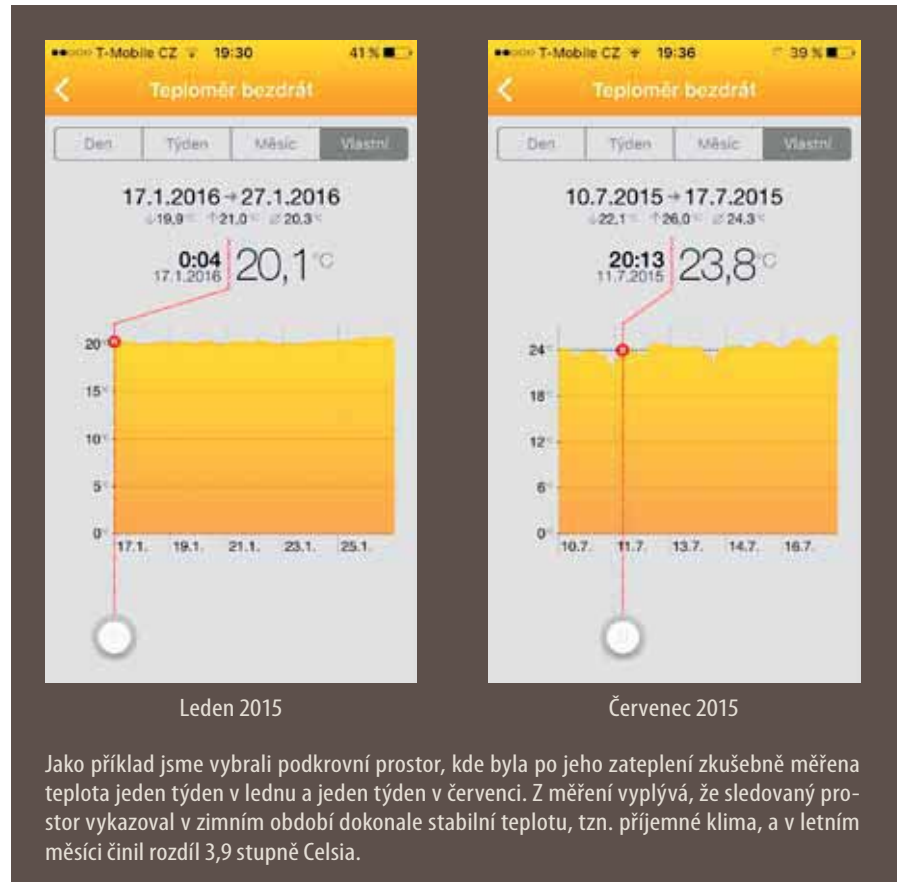 T-Mobile CZ 19:30 41 %
Teploměr bezdrát
Den Týden Měsíc Vlastní
17.1.2016 → 27.1.2016
↓19,9°C ↑21,0°C ⌀ 20,3°C
0:04
17.1.2016
20,1°C
20°C
15°C
10°C
5°C
0°C
17.1. 19.1. 21.1. 23.1. 25.1.
Leden 2015
T-Mobile CZ 19:36 39 %
Teploměr bezdrát
Den Týden Měsíc Vlastní
10.7.2015 → 17.7.2015
↓22,1°C ↑26,0°C ⌀ 24,3°C
20:13
11.7.2015
23,8°C
24°C
18°C
12°C
6°C
0°C
10.7. 11.7. 13.7. 14.7. 16.7.
Červenec 2015
Jako příklad jsme vybrali podkrovní prostor, kde byla po jeho zateplení zkušebně měřena
teplota jeden týden v lednu a jeden týden v červenci. Z měření vyplývá, že sledovaný pro-
stor vykazoval v zimním období dokonale stabilní teplotu, tzn. příjemné klima, a v letním
měsíci činil rozdíl 3,9 stupně Celsia.